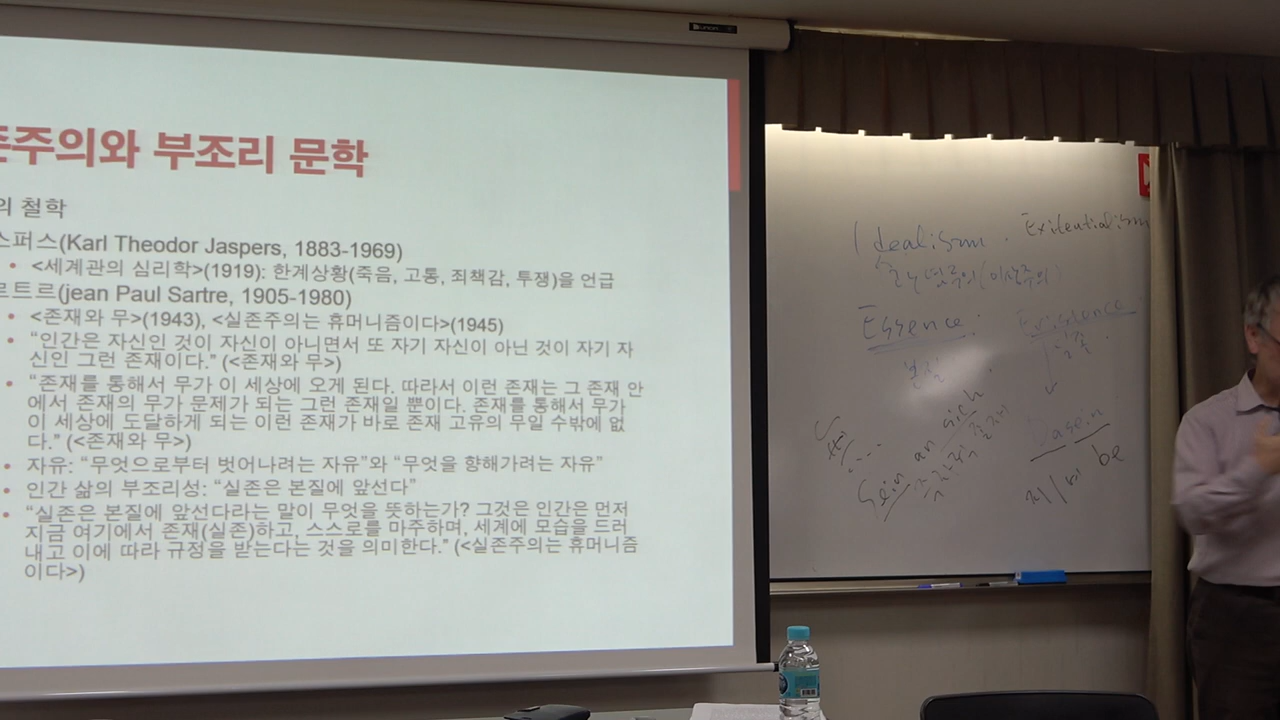 존주의와 부조리 문학
의 철학
스퍼스(Karl Theodor Jaspers, 1883-1969)
• <세계관의 심리학>(1919): 한계상황(죽음, 고통, 죄책감, 투쟁)을 언급
르트르(jean Paul Sartre, 1905-1980)
• <존재와 무>(1943), <실존주의는 휴머니즘이다>(1945)
• “인간은 자신인 것이 자신이 아니면서 또 자기 자신이 아닌 것이 자기 자
신인 그런 존재이다.” (<존재와 무>)
• “존재를 통해서 무가 이 세상에 오게 된다. 따라서 이런 존재는 그 존재 안
에서 존재의 무가 문제가 되는 그런 존재일 뿐이다. 존재를 통해서 무가
이 세상에 도달하게 되는 이런 존재가 바로 존재 고유의 무일 수밖에 없
다.” (<존재와 무>)
• 자유: “무엇으로부터 벗어나려는 자유”와 “무엇을 향해가려는 자유”
• 인간 삶의 부조리성: “실존은 본질에 앞선다”
• “실존은 본질에 앞선다라는 말이 무엇을 뜻하는가? 그것은 인간은 먼저
지금 여기에서 존재(실존)하고, 스스로를 마주하며, 세계에 모습을 드러
내고 이에 따라 규정을 받는다는 것을 의미한다.” (<실존주의는 휴머니즘
이다>)
Idealism. Existentialism
(이상주의)
Essence: Existence:
본질 실존
Sein an sich
Dasein
be